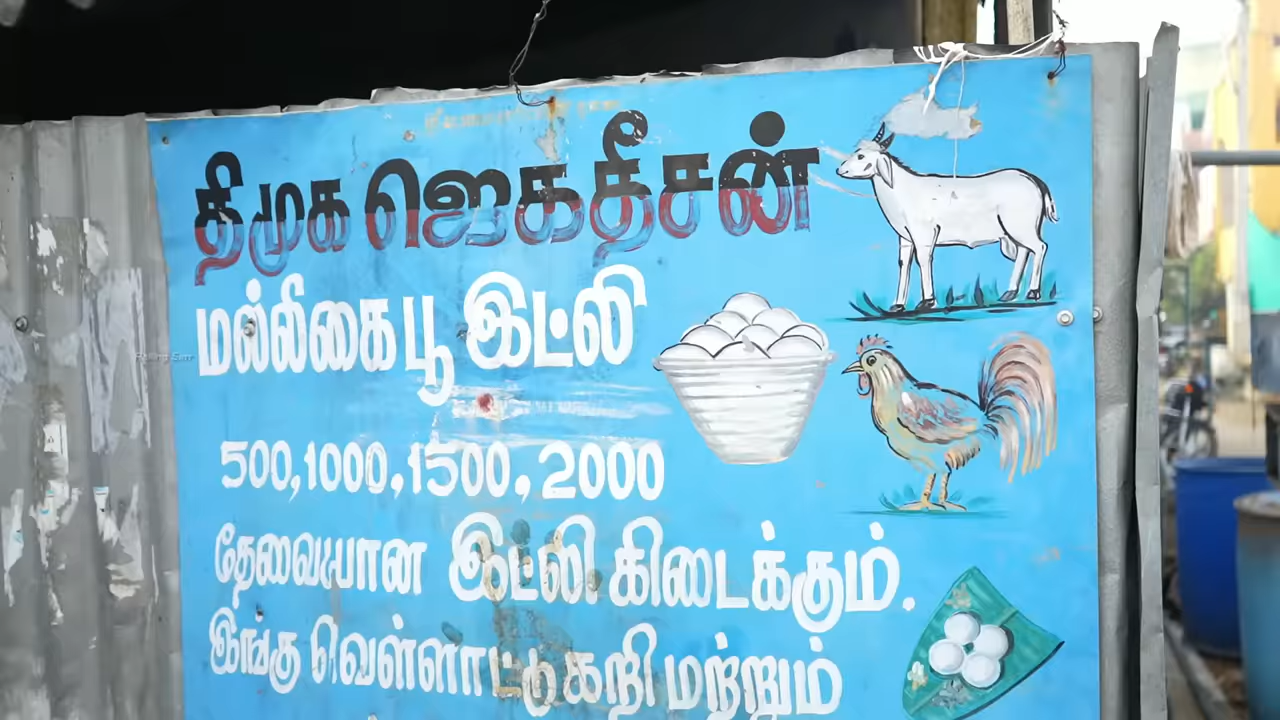 திமுக ஜெகதீசன்
மல்லிகை பூ இட்லி
500,1000,1500,2000
தேவையான இட்லி கிடைக்கும்.
இங்கு வெள்ளாட்டுகறி மற்றும்